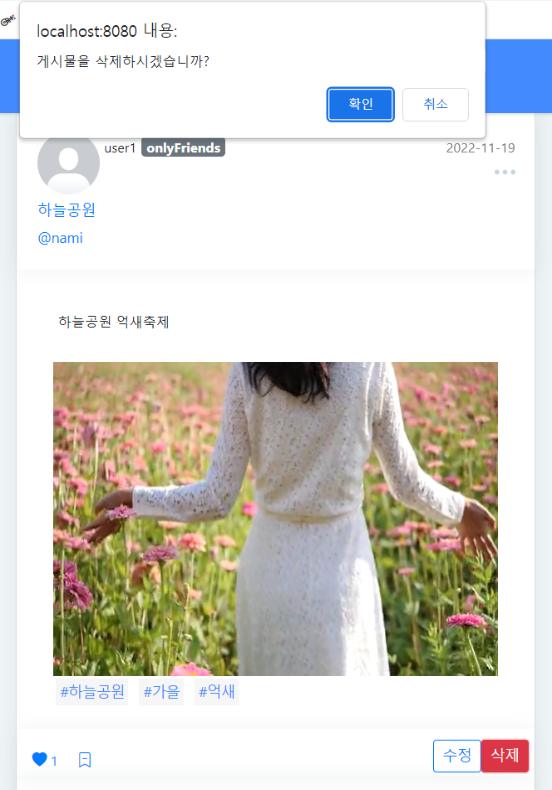 localhost:8080 내용:
게시물을 삭제하시겠습니까?
확인 취소
user1 onlyFriends 2022-11-19
하늘공원
@nami
하늘공원 억새축제
#하늘공원 #가을 #억새
1 수정 삭제